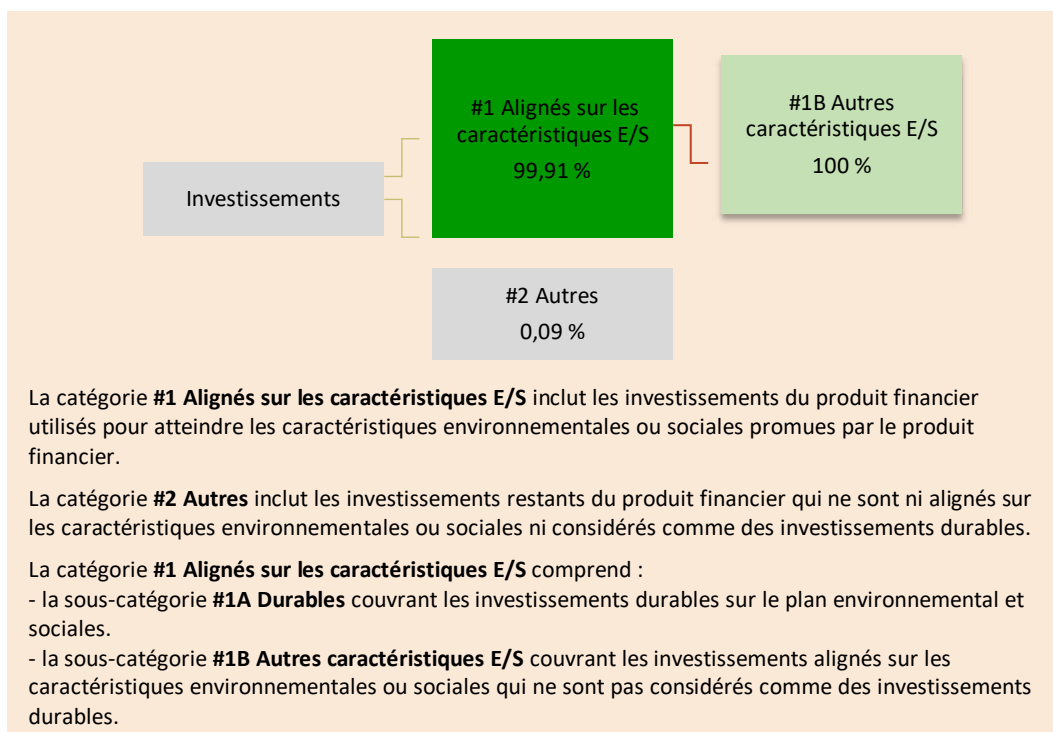 #1 Alignés sur les
caractéristiques E/S
99,91 %
#1B Autres
caractéristiques E/S
100 %
Investissements
#2 Autres
0,09 %
La catégorie #1 Alignés sur les caractéristiques E/S inclut les investissements du produit financier
utilisés pour atteindre les caractéristiques environnementales ou sociales promues par le produit
financier.
La catégorie #2 Autres inclut les investissements restants du produit financier qui ne sont ni alignés sur
les caractéristiques environnementales ou sociales ni considérés comme des investissements durables.
La catégorie #1 Alignés sur les caractéristiques E/S comprend :
- la sous-catégorie #1A Durables couvrant les investissements durables sur le plan environnemental et
sociales.
- la sous-catégorie #1B Autres caractéristiques E/S couvrant les investissements alignés sur les
caractéristiques environnementales ou sociales qui ne sont pas considérés comme des investissements
durables.